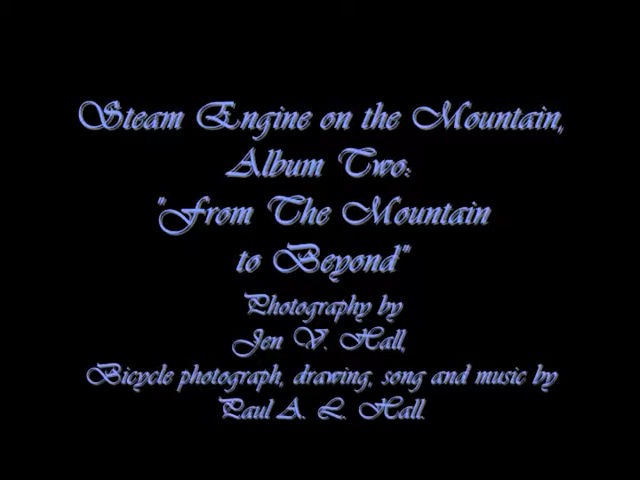 Steam Engine on the Mountain,
Album Two:
"From The Mountain
to Beyond"
Photography by
Jen V. Hall,
Bicycle photograph, drawing, song and music by
Paul A. L. Hall.